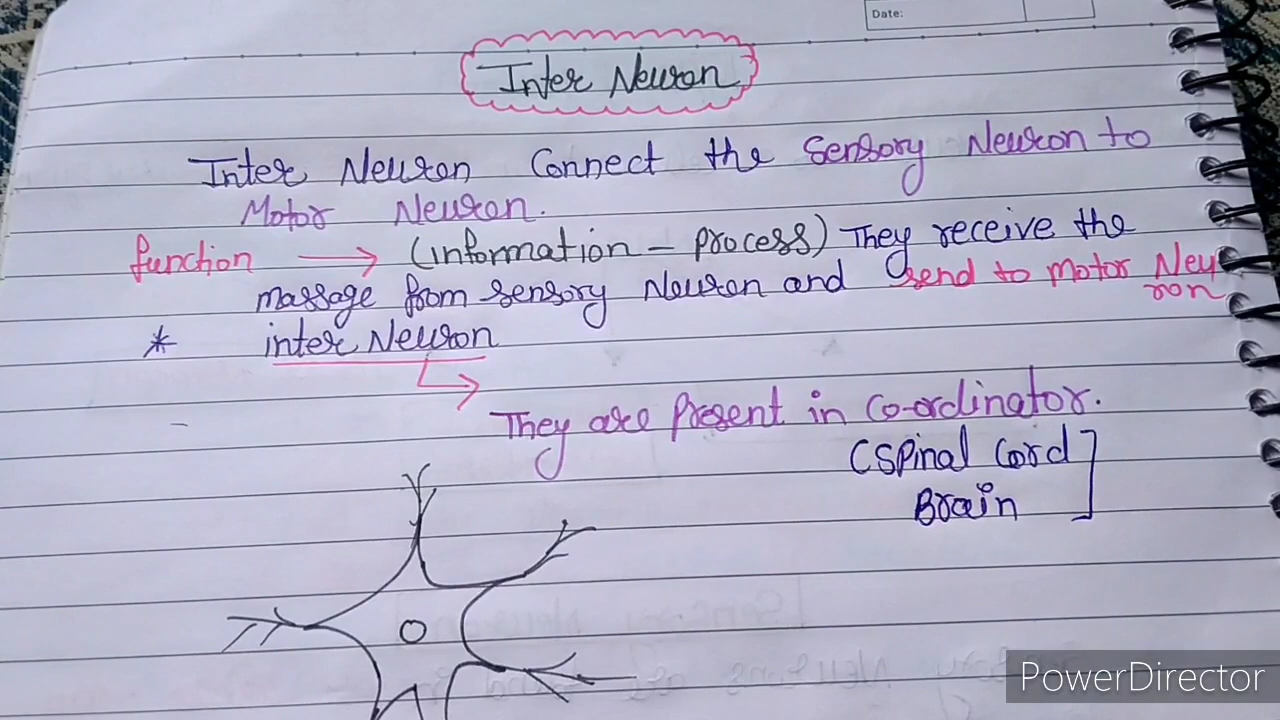 Date:
Inter Neuron
Inter Neuron Connect the Sensory Neuron to
Motor Neuron.
function → (information - process) They receive the
massage from sensory Neuron and send to motor Neu
ron
* inter Neuron
They are Present in Co-ordinator.
(Spinal Cord
Brain]
PowerDirector